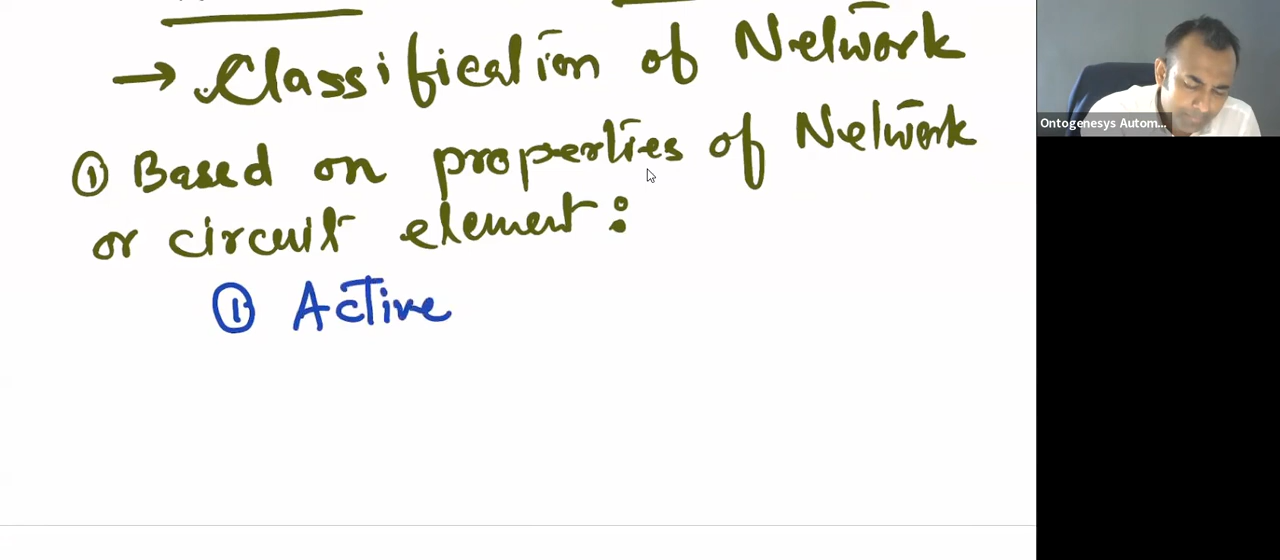 → Classification of Network
① Based on properties of Network
or circuit element:
① Active
Ontogenesys Autom...